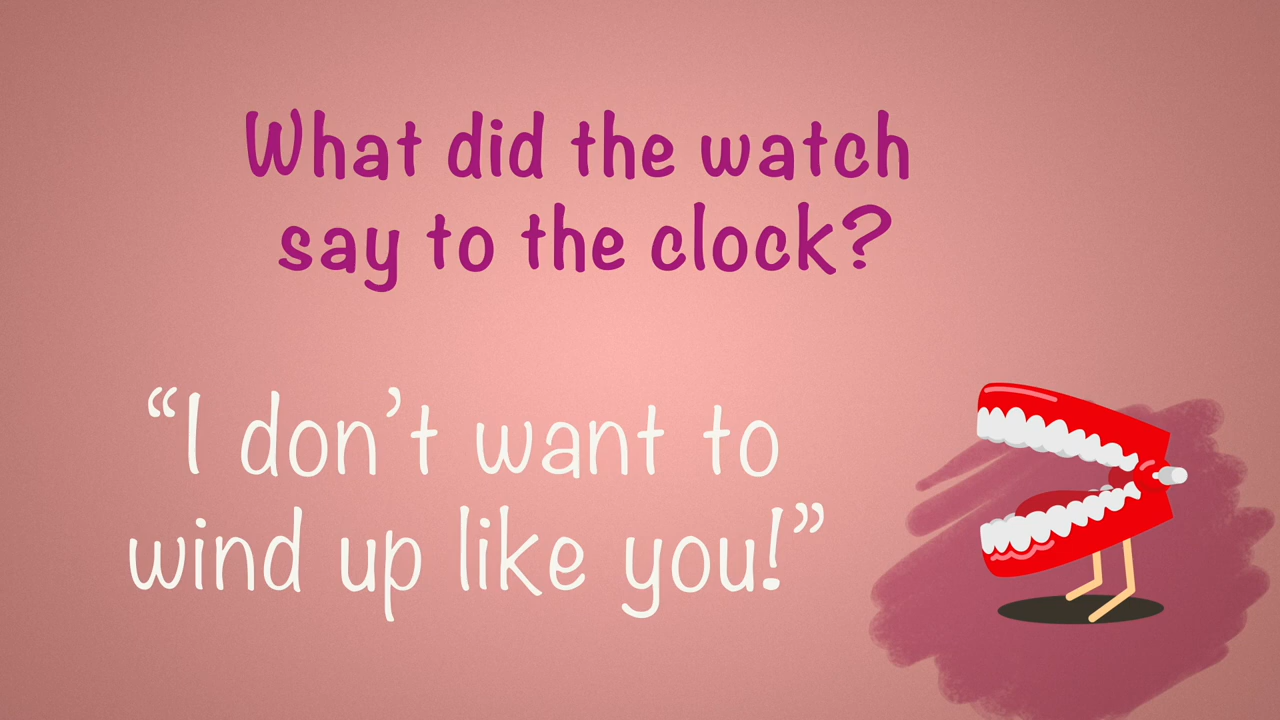 What did the watch
say to the clock?
“I don’t want to
wind up like you!”